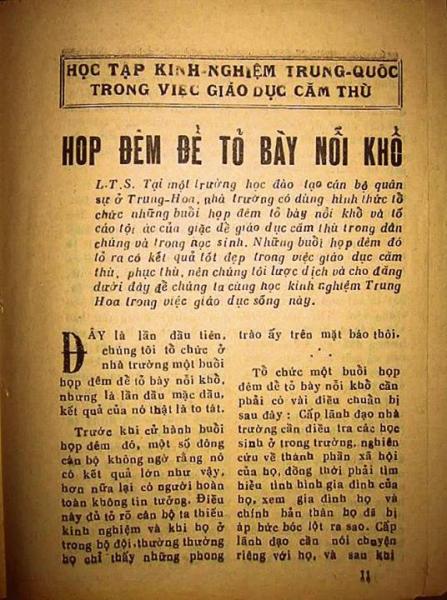 HỌC TẬP KINH-NGHIỆM TRUNG-QUỐC
TRONG VIỆC GIÁO DỤC CĂM THÙ
HỌP ĐÊM ĐỂ TỎ BÀY NỖI KHỔ
L.T.S. Tại một trường học đào tạo cán bộ quân
sự ở Trung-Hoa, nhà trường có dùng hình thức tổ
chức những buổi họp đêm tỏ bày nỗi khổ và tố
cáo tội ác của giặc để giáo dục căm thù trong dân
chúng và trong học sinh. Những buổi họp đêm đó
tỏ ra có kết quả tốt đẹp trong việc giáo dục căm
thù, phục thù, nên chúng tôi lược dịch và cho đăng
dưới đây để chúng ta cùng học kinh nghiệm Trung
Hoa trong việc giáo dục sống này.
ĐÂY là lần đầu tiên,
chúng tôi tổ chức ở
nhà trường một buổi
họp đêm để tỏ bày nỗi khổ,
nhưng là lần đầu mặc dầu,
kết quả của nó thật là to tát.
Trước khi cử hành buổi
họp đêm đó, một số đông
cán bộ không ngờ rằng nó
có kết quả lớn như vậy,
hơn nữa lại có người hoàn
toàn không tin tưởng. Điều
này đủ tỏ rõ cán bộ ta thiếu
kinh nghiệm và khi họ ở
trong bộ đội, thường thường
họ chỉ thấy những phong
trào ấy trên mặt báo thôi.
. . .
Tổ chức một buổi họp
đêm để tỏ bày nỗi khổ cần
phải có vài điều chuẩn bị
sau đây : Cấp lãnh đạo nhà
trường cần điều tra các học
sinh ở trong trường, nghiên
cứu về thành phần xã hội
của họ, đồng thời phải tìm
hiểu tình hình gia đình của
họ, xem gia đình họ và
chính bản thân họ đã bị
áp bức bóc lột ra sao. Cấp
lãnh đạo cần nói chuyện
riêng với họ, và sau khi
11